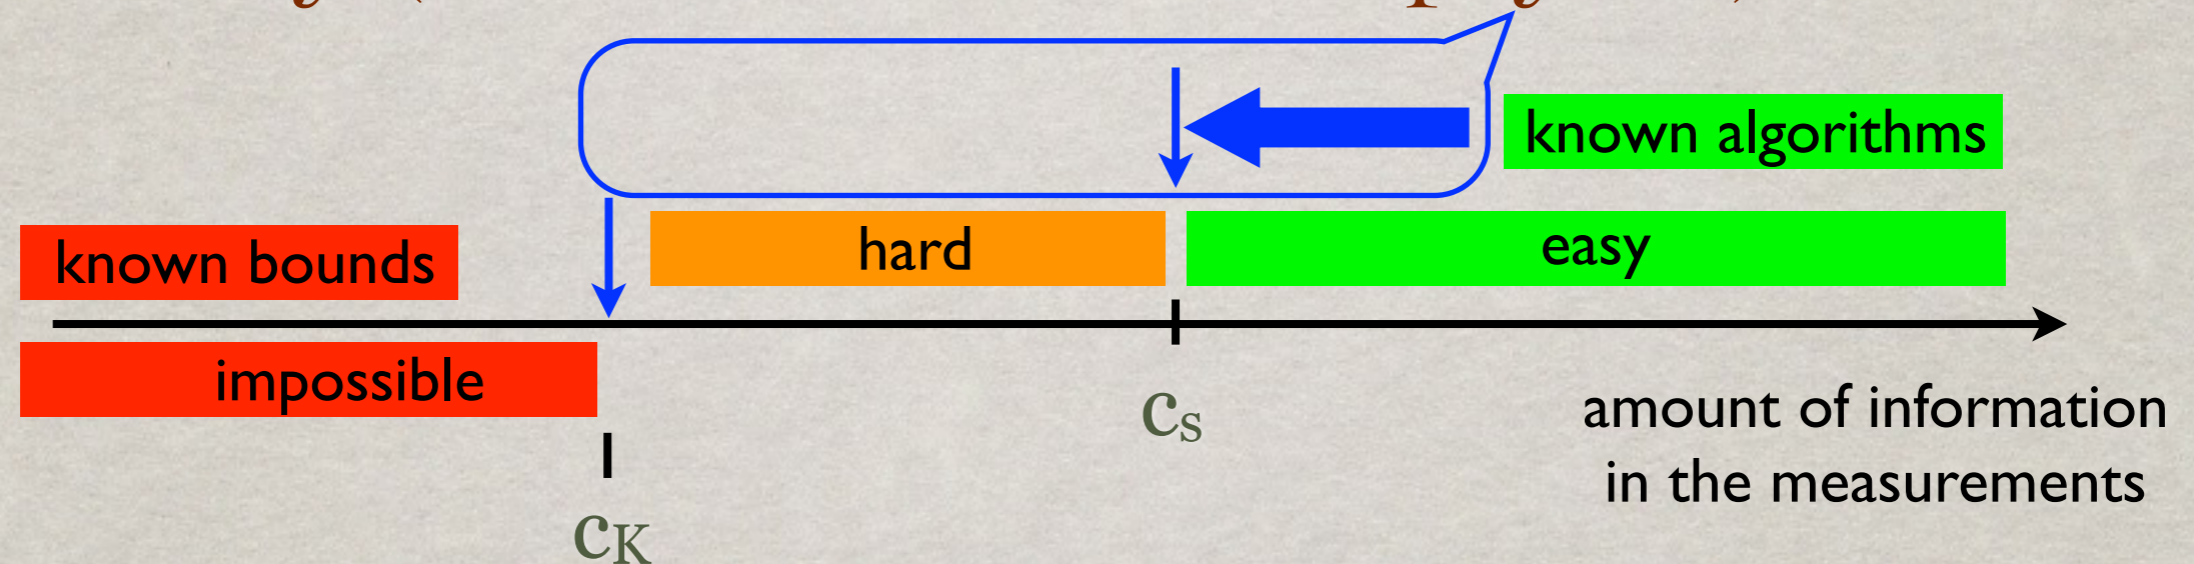 known algorithms
known bounds
hard
easy
impossible
cs
amount of information
in the measurements
cK